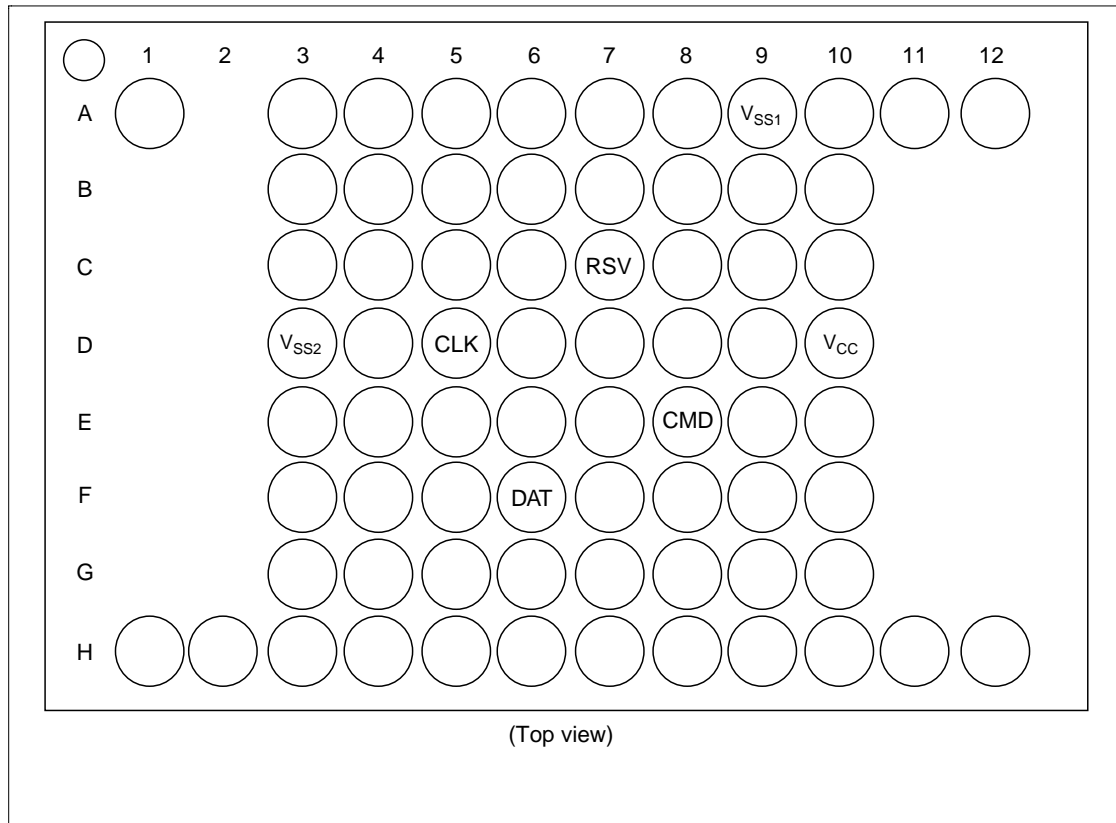 1 2 3 4 5 6 7 8 9 10 11 12
A VSS1
B
C RSV
D VSS2 CLK VCC
E CMD
F DAT
G
H
(Top view)